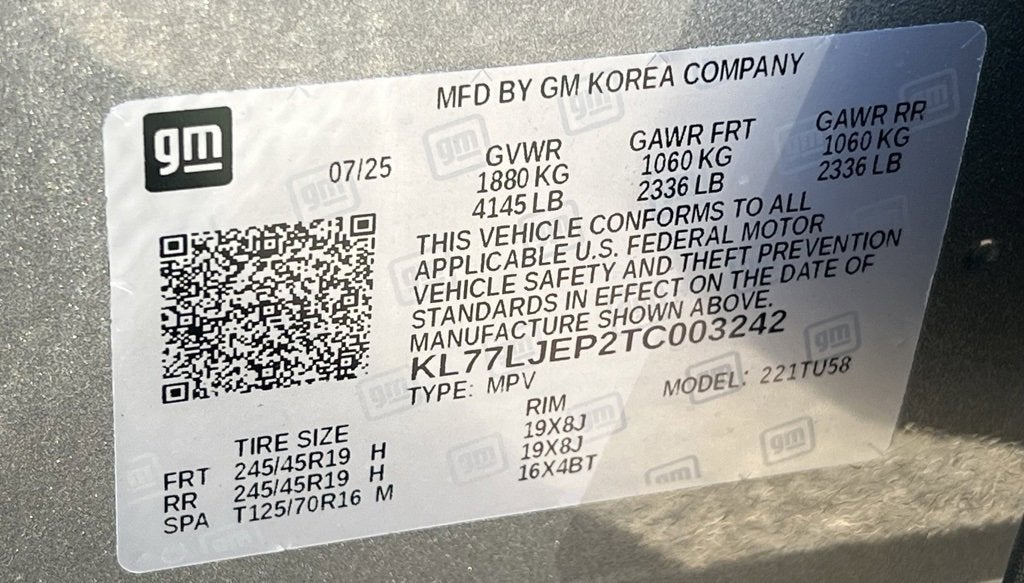 MFD BY GM KOREA COMPANY
gm
07/25
GVWR GAWR FRT GAWR RR
1880 KG 1060 KG 1060 KG
4145 LB 2336 LB 2336 LB
THIS VEHICLE CONFORMS TO ALL
APPLICABLE U.S. FEDERAL MOTOR
VEHICLE SAFETY AND THEFT PREVENTION
STANDARDS IN EFFECT ON THE DATE OF
MANUFACTURE SHOWN ABOVE.
KL77LJEP2TC003242
TYPE: MPV MODEL: 221TU58
TIRE SIZE RIM
FRT 245/45R19 H 19X8J
RR 245/45R19 H 19X8J
SPA T125/70R16 M 16X4BT